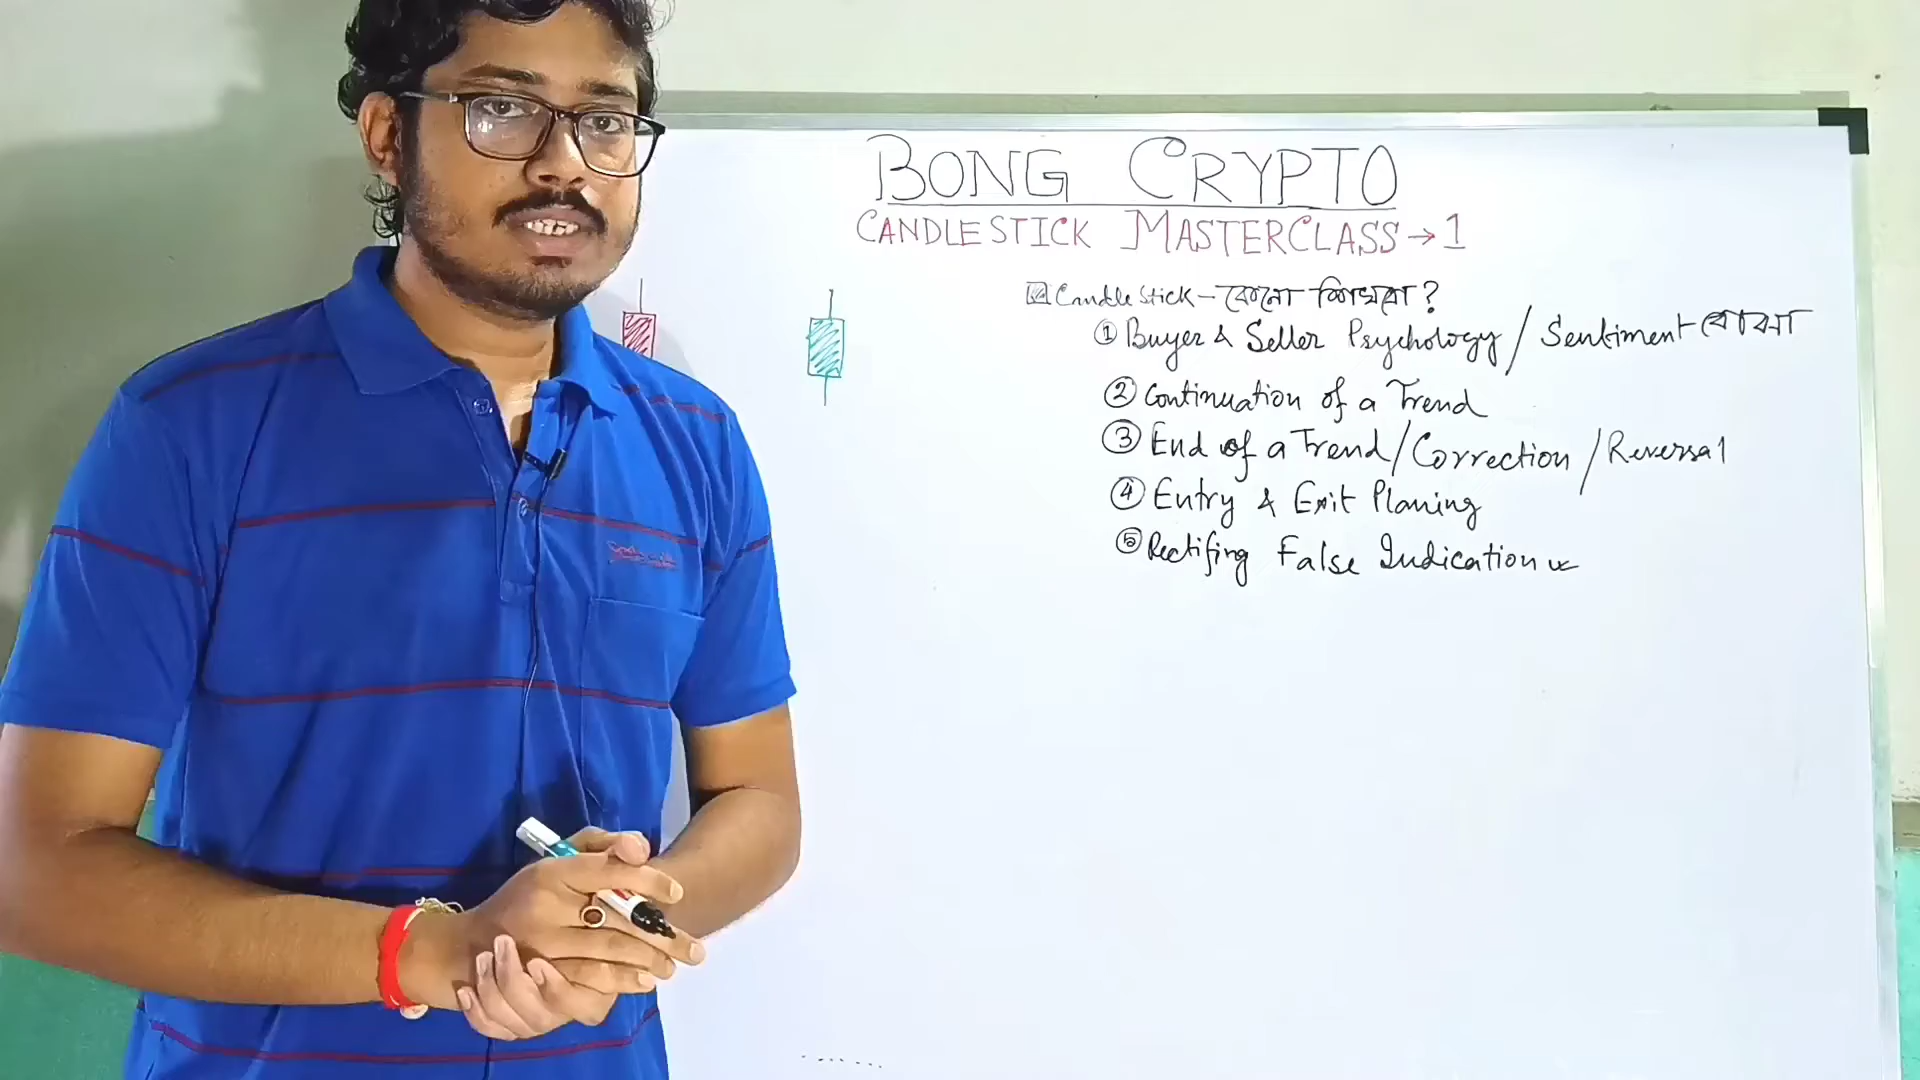 BONG CRYPTO
CANDLESTICK MASTERCLASS → 1
Candle Stick - কেনো শিখবো ?
① Buyer & Seller Psychology / Sentiment বোঝা
② Continuation of a Trend
③ End of a Trend / Correction / Reversal
④ Entry & Exit Planing
⑤ Rectifing False Indication